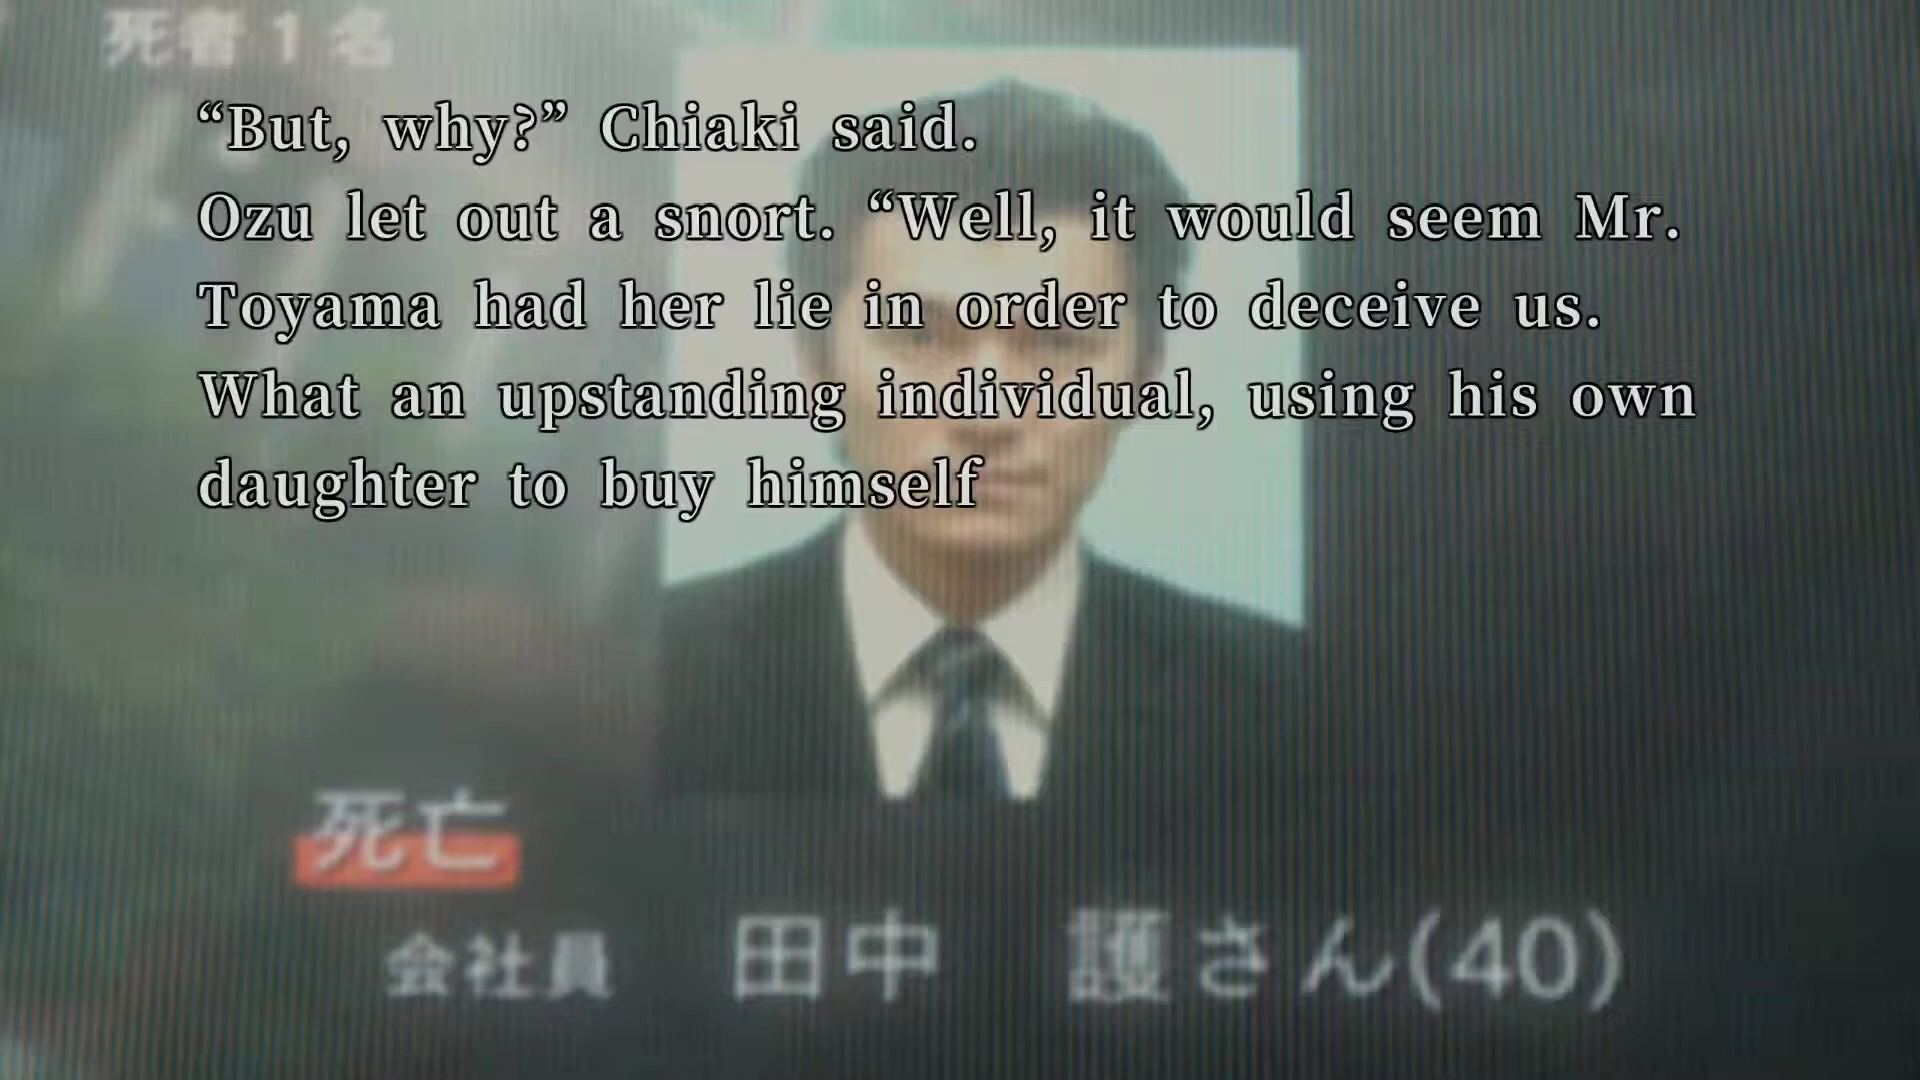 死者1名
“But, why?” Chiaki said.
Ozu let out a snort. “Well, it would seem Mr.
Toyama had her lie in order to deceive us.
What an upstanding individual, using his own
daughter to buy himself
死亡
会社員 田中 護さん(40)